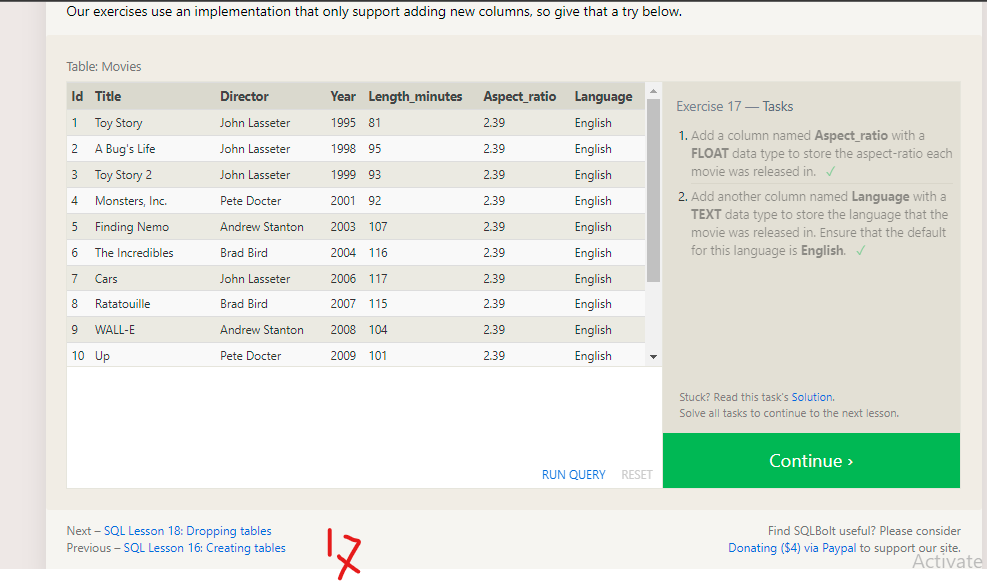 Our exercises use an implementation that only support adding new columns, so give that a try below.
Table: Movies
Id Title Director Year Length_minutes Aspect_ratio Language
1 Toy Story John Lasseter 1995 81 2.39 English
2 A Bug's Life John Lasseter 1998 95 2.39 English
3 Toy Story 2 John Lasseter 1999 93 2.39 English
4 Monsters, Inc. Pete Docter 2001 92 2.39 English
5 Finding Nemo Andrew Stanton 2003 107 2.39 English
6 The Incredibles Brad Bird 2004 116 2.39 English
7 Cars John Lasseter 2006 117 2.39 English
8 Ratatouille Brad Bird 2007 115 2.39 English
9 WALL-E Andrew Stanton 2008 104 2.39 English
10 Up Pete Docter 2009 101 2.39 English
RUN QUERY RESET
Exercise 17 — Tasks
1. Add a column named Aspect_ratio with a
FLOAT data type to store the aspect-ratio each
movie was released in. ✓
2. Add another column named Language with a
TEXT data type to store the language that the
movie was released in. Ensure that the default
for this language is English. ✓
Stuck? Read this task's Solution.
Solve all tasks to continue to the next lesson.
Continue ›
Next – SQL Lesson 18: Dropping tables
Previous – SQL Lesson 16: Creating tables
17
Find SQLBolt useful? Please consider
Donating ($4) via Paypal to support our site.
Activate